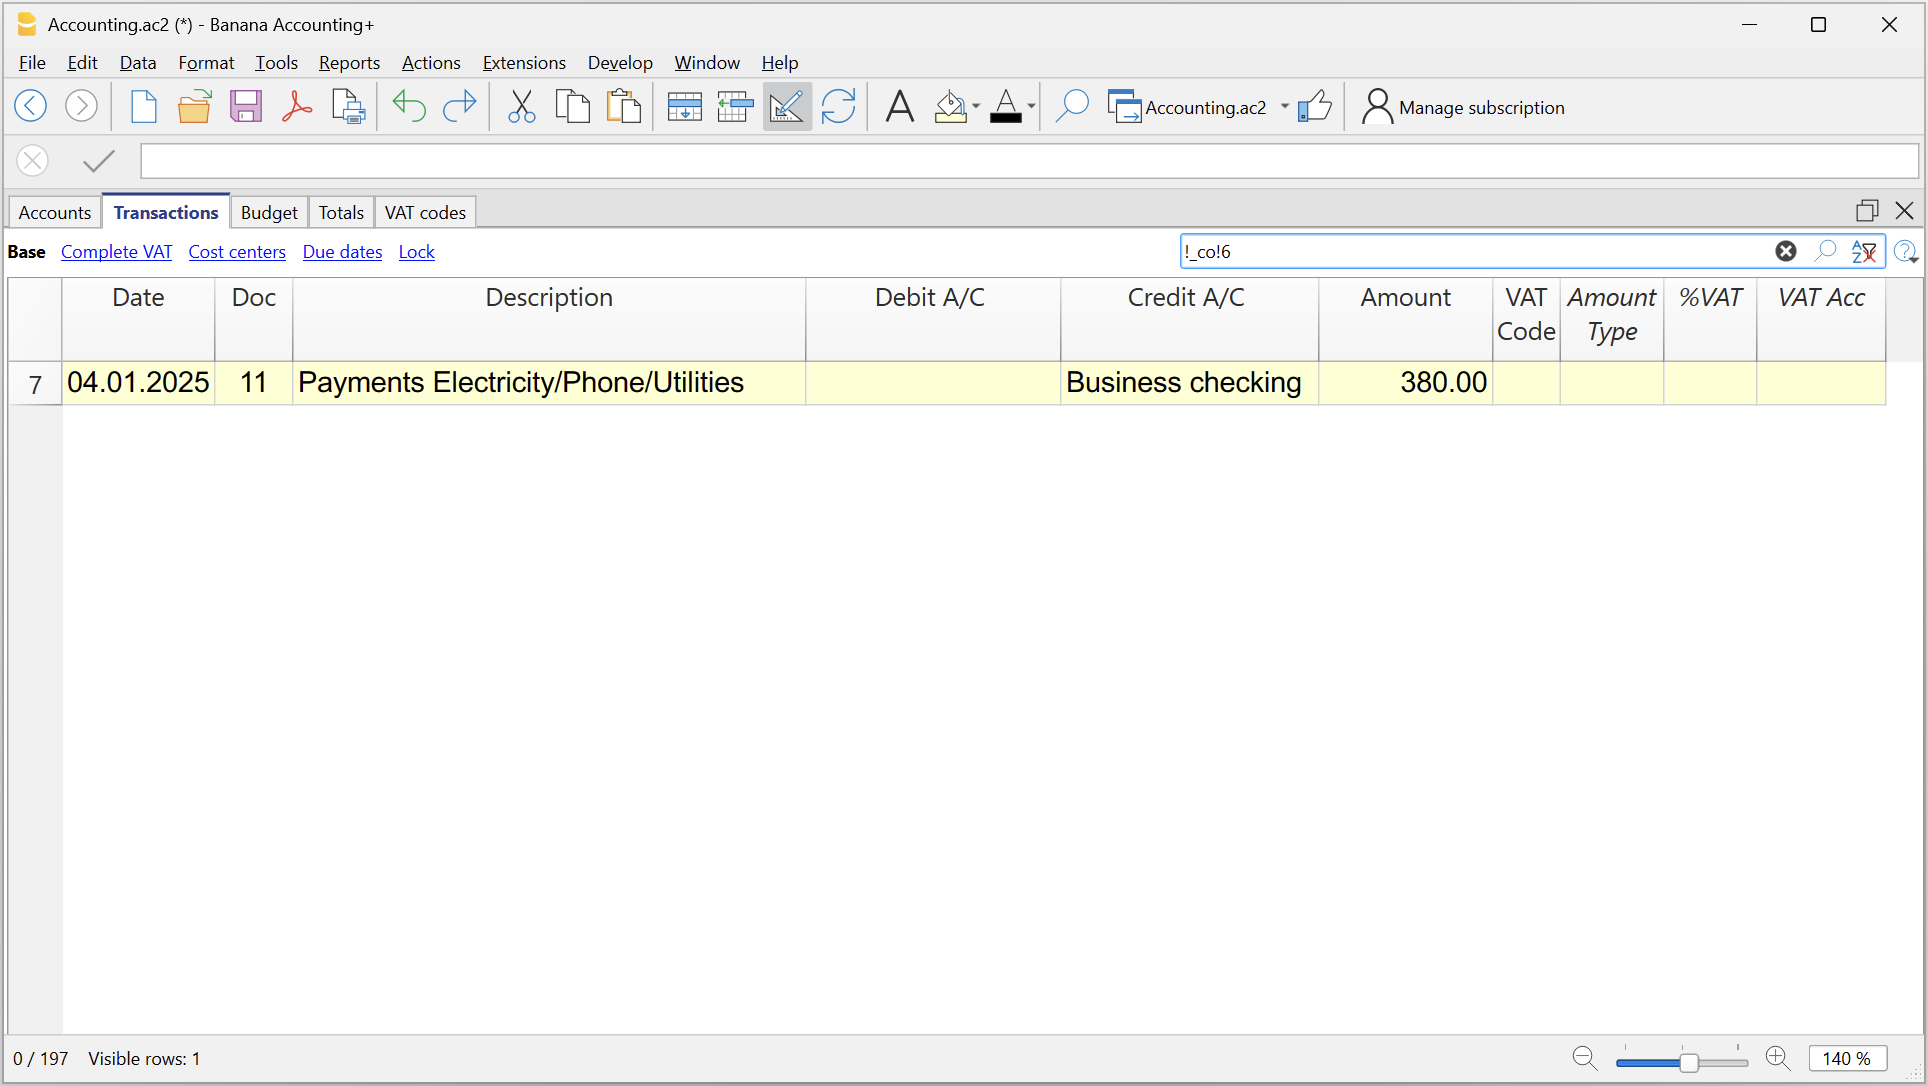 Accounting.ac2 (*) - Banana Accounting+
File Edit Data Format Tools Reports Actions Extensions Develop Window Help
Accounting.ac2 Manage subscription
Accounts Transactions Budget Totals VAT codes
Base Complete VAT Cost centers Due dates Lock !_co!6
Date Doc Description Debit A/C Credit A/C Amount VAT Code Amount Type %VAT VAT Acc
7 04.01.2025 11 Payments Electricity/Phone/Utilities Business checking 380.00
0 / 197 Visible rows: 1 140 %